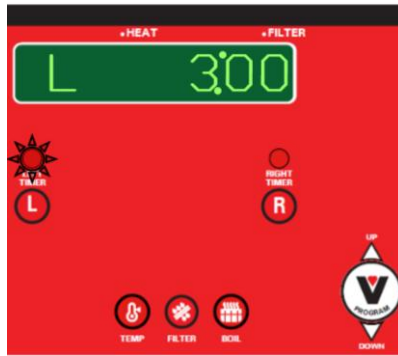 •HEAT •FILTER
L 3:00
TIMER
RIGHT
TIMER
L R
UP
V
PROGRAM
TEMP FILTER BOIL DOWN